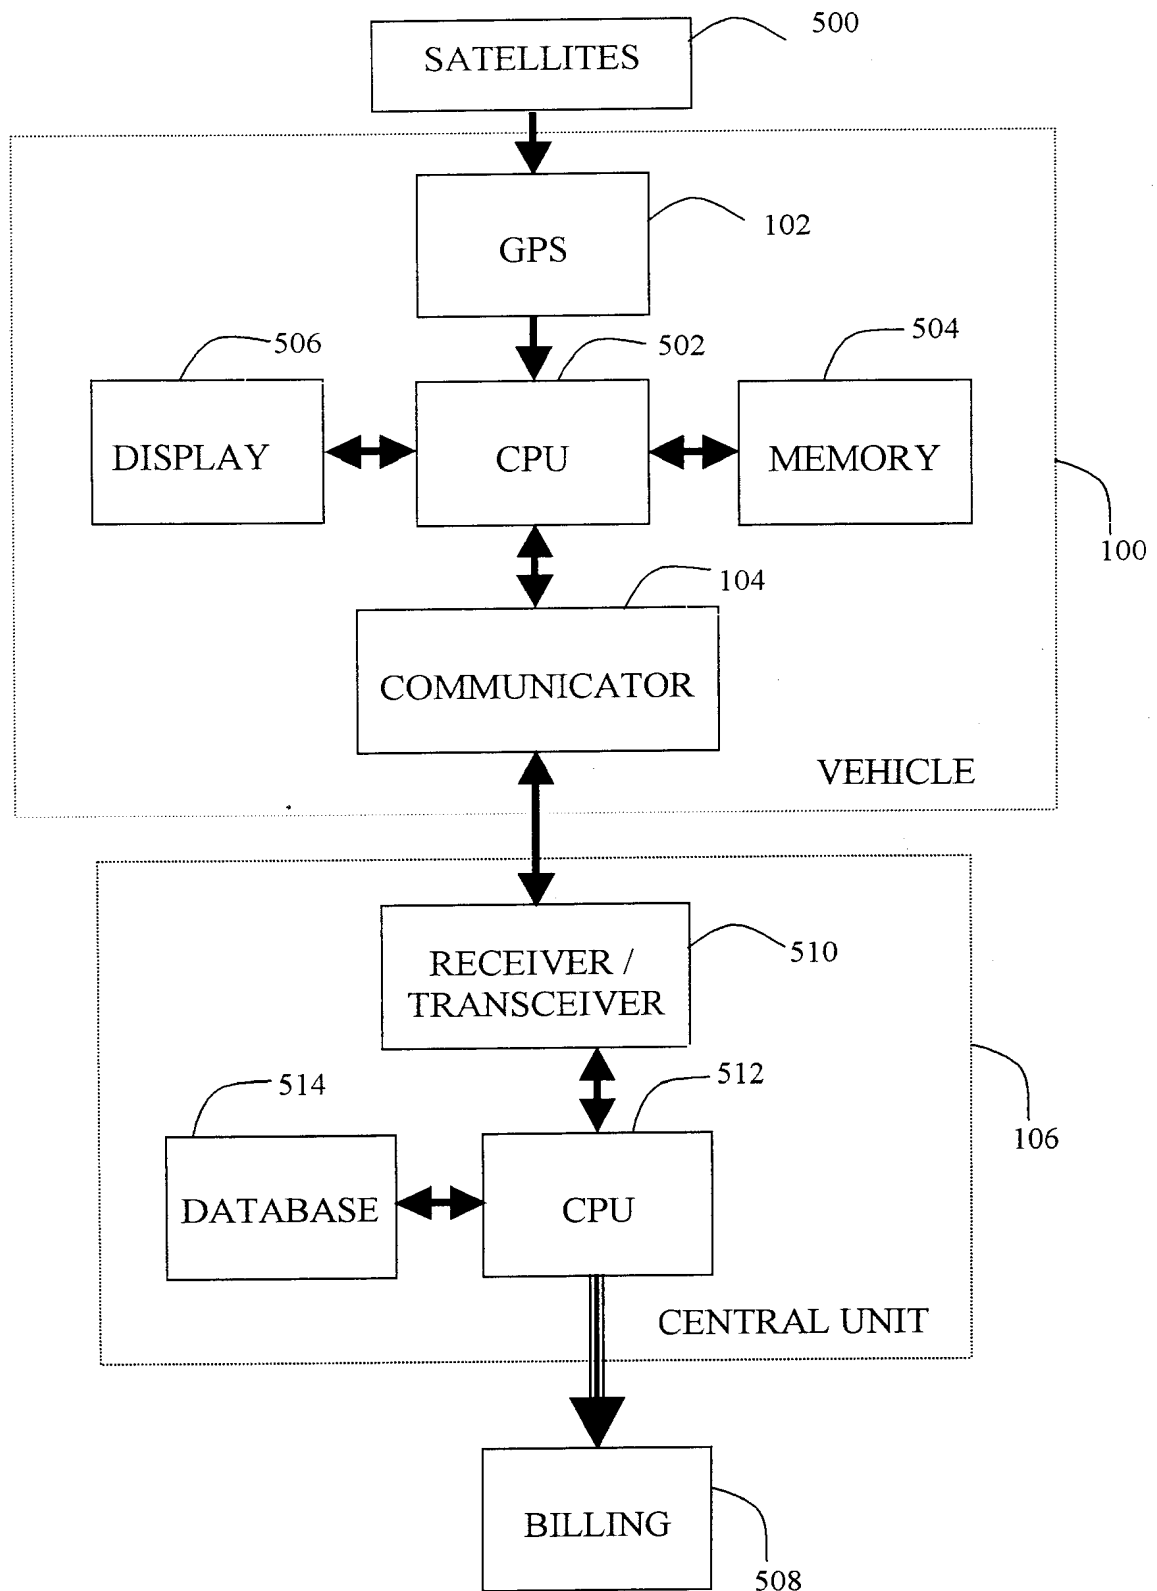 500
SATELLITES
102
GPS
506
502
504
DISPLAY
CPU
MEMORY
100
104
COMMUNICATOR
VEHICLE
RECEIVER /
TRANSCEIVER
510
514
512
106
DATABASE
CPU
CENTRAL UNIT
BILLING
508